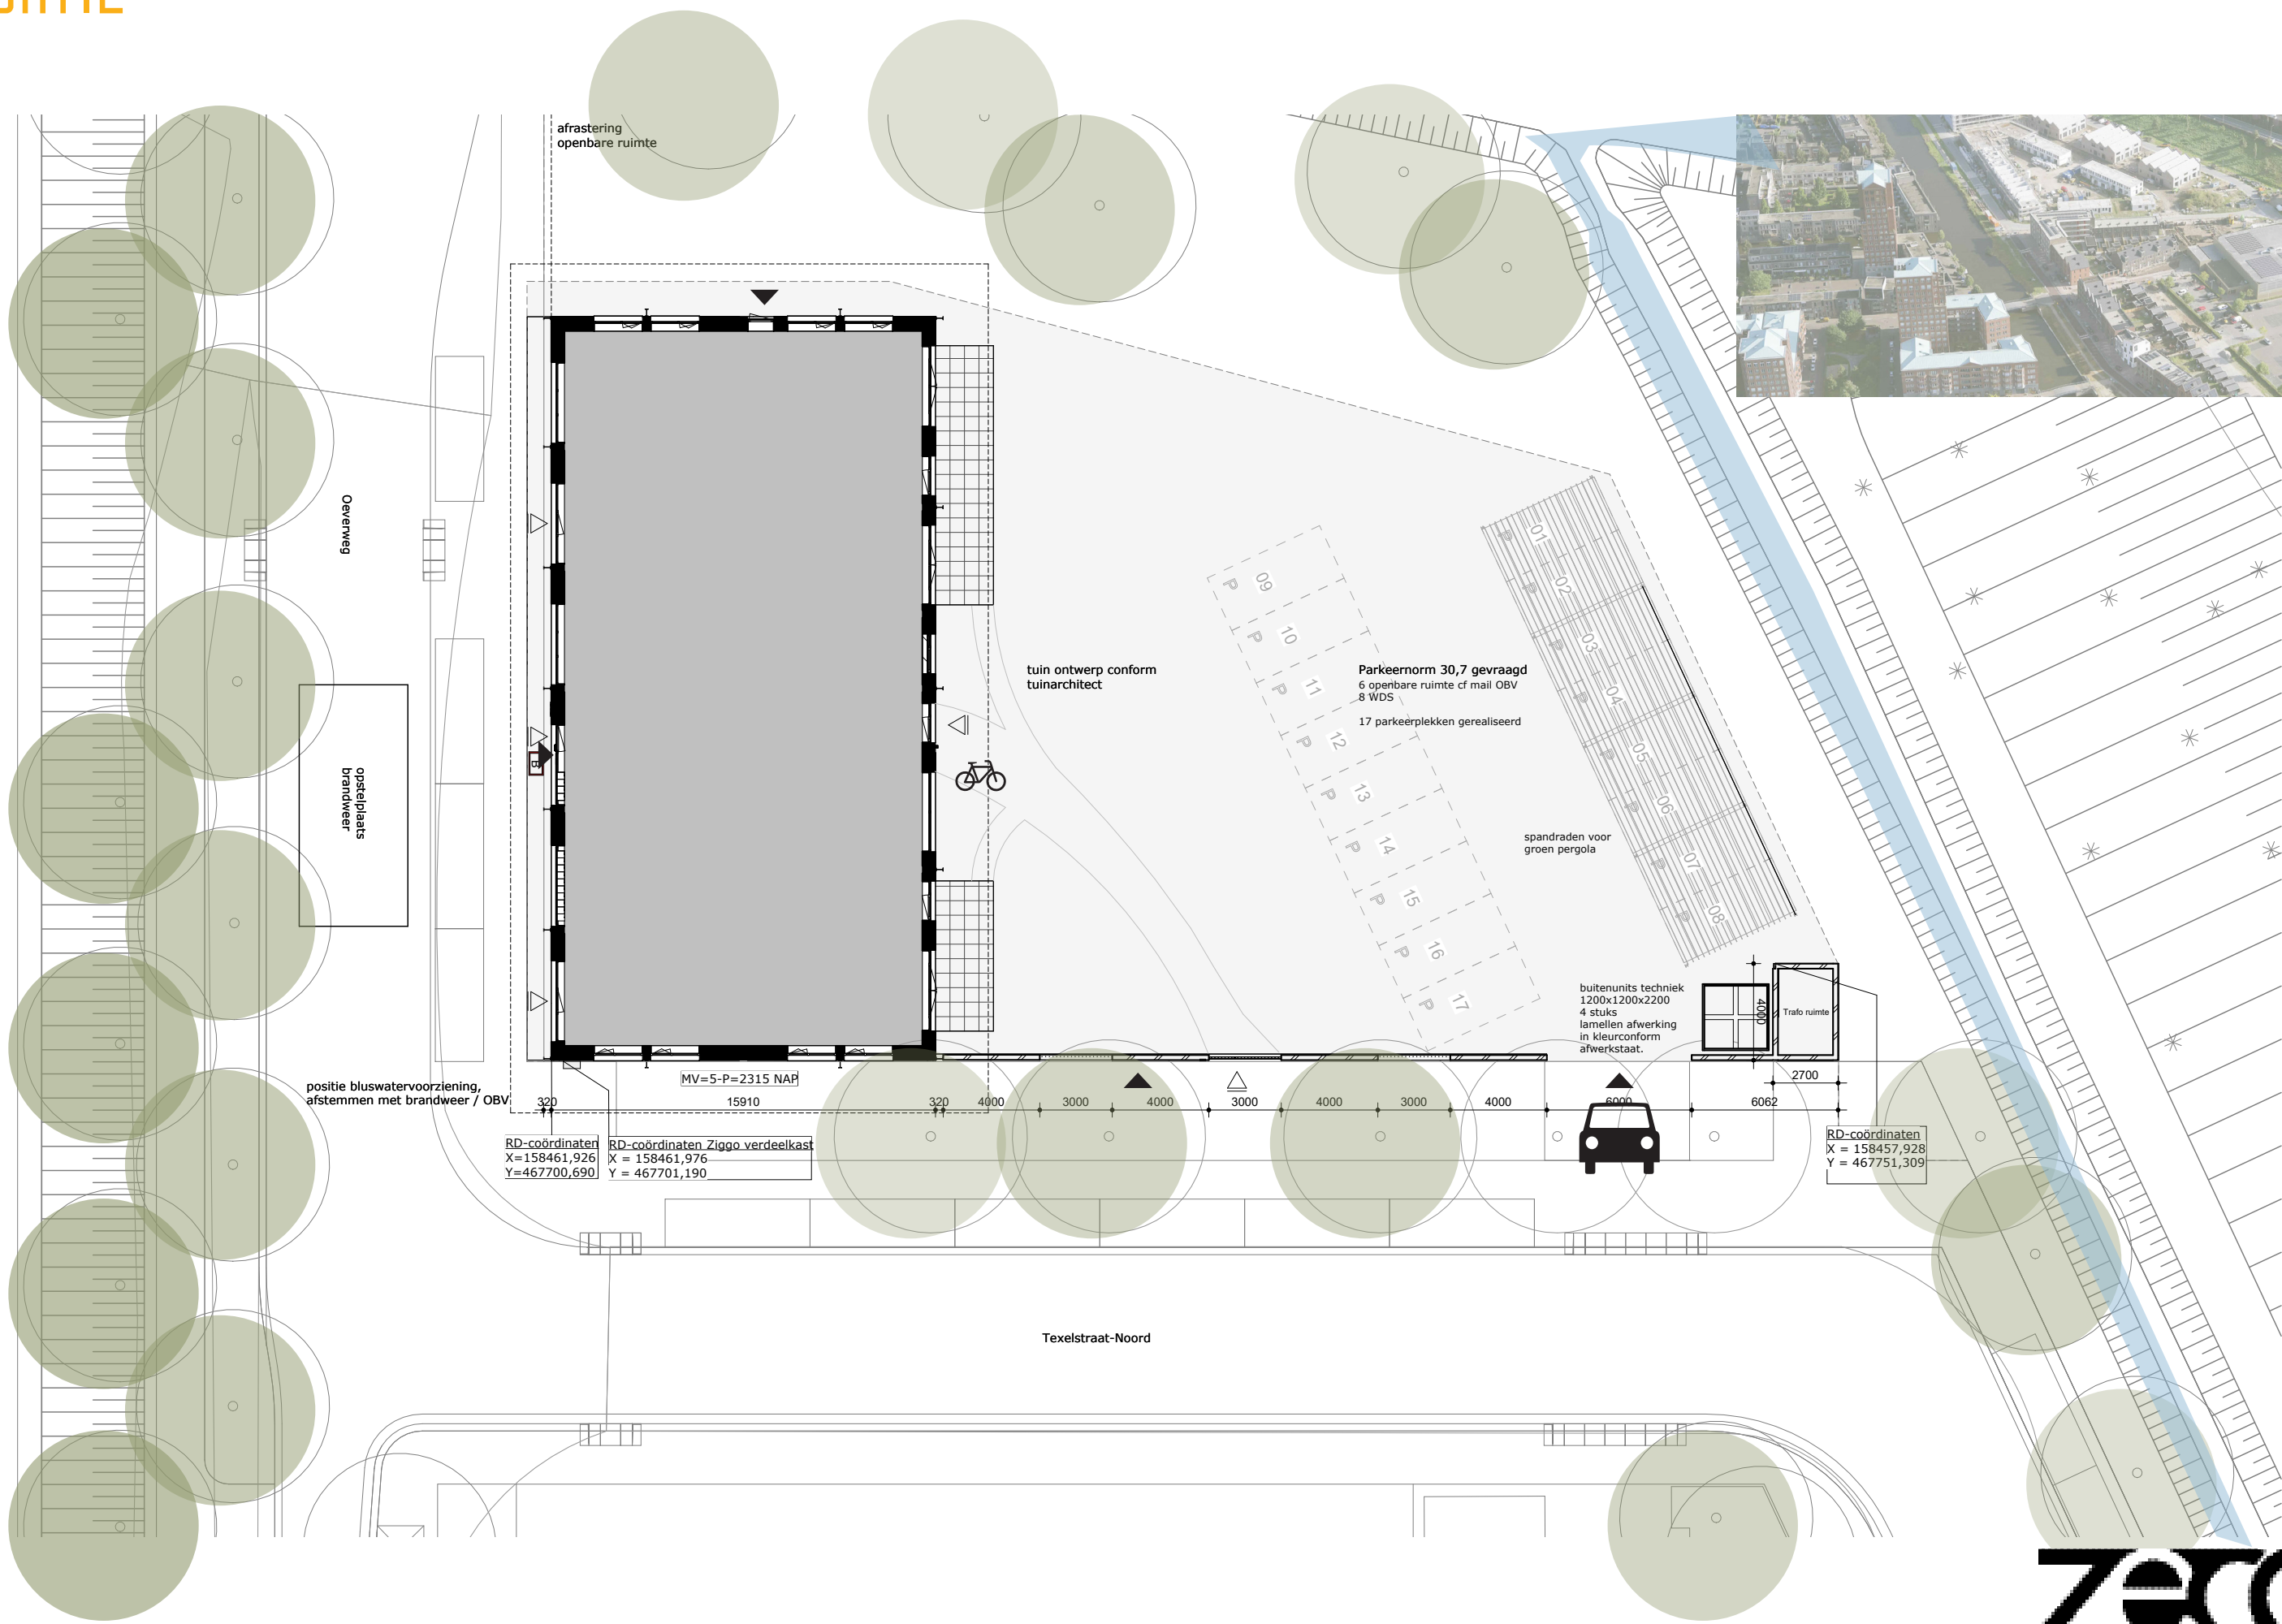 afrastering
openbare ruimte
Oeverweg
opstelplaats
brandweer
B
tuin ontwerp conform
tuinarchitect
Parkeernorm 30,7 gevraagd
6 openbare ruimte cf mail OBV
8 WDS
17 parkeerplekken gerealiseerd
P 01
P 02
P 03
P 04
P 05
P 06
P 07
P 08
P 09
P 10
P 11
P 12
P 13
P 14
P 15
P 16
P 17
spandraden voor
groen pergola
buitenunits techniek
1200x1200x2200
4 stuks
lamellen afwerking
in kleurconform
afwerkstaat.
4000
Trafo ruimte
2700
positie bluswatervoorziening,
afstemmen met brandweer / OBV
MV=5-P=2315 NAP
320 15910 320 4000 3000 4000 3000 4000 3000 4000 6000 6062
RD-coördinaten
X=158461,926
Y=467700,690
RD-coördinaten Ziggo verdeelkast
X = 158461,976
Y = 467701,190
RD-coördinaten
X = 158457,928
Y = 467751,309
Texelstraat-Noord